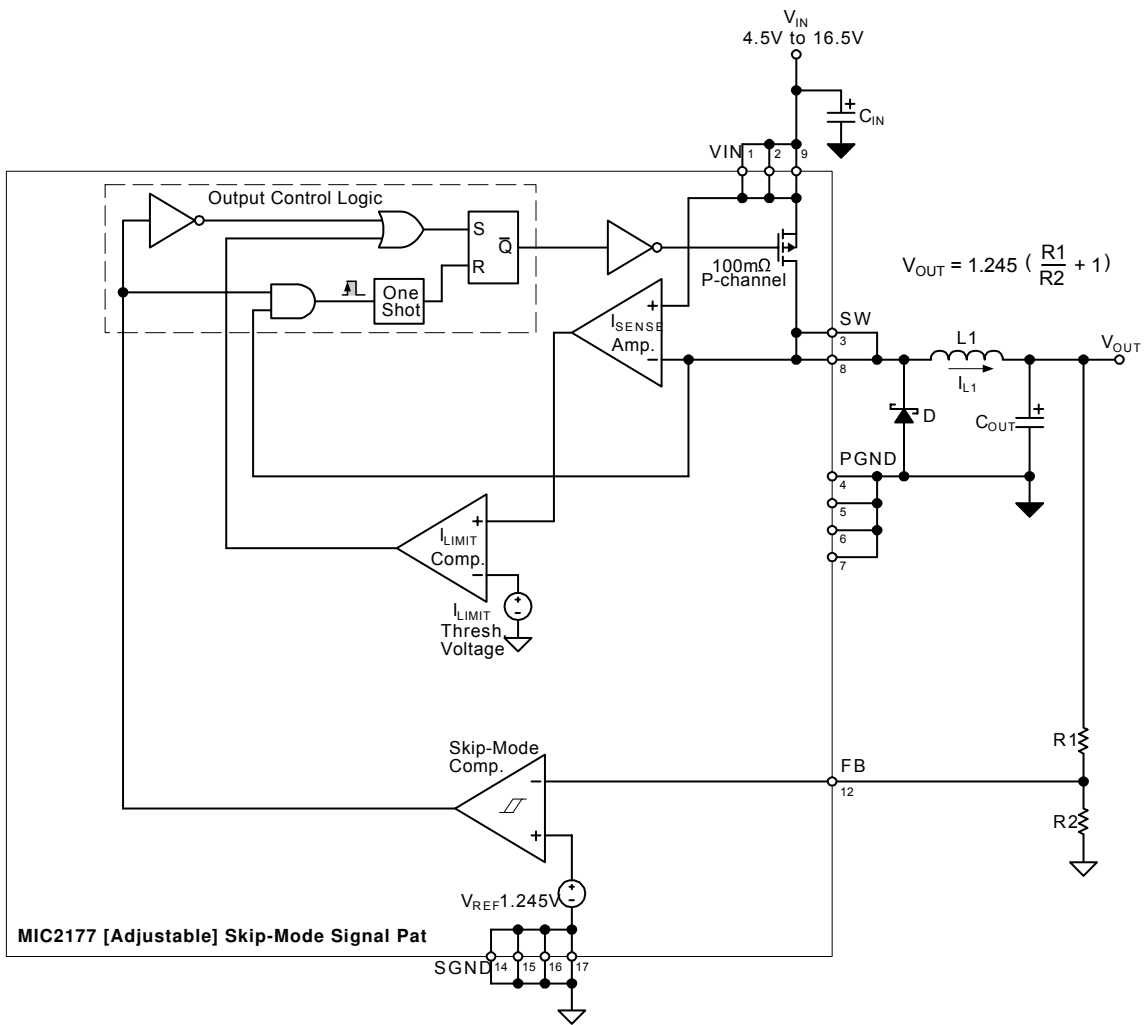 VIN
4.5V to 16.5V
CIN
VIN 1 2 9
Output Control Logic
S
Q
R
One
Shot
100mΩ
P-channel
VOUT = 1.245 ( R1
R2 + 1)
+
ISENSE
Amp.
−
SW
3
8
L1
IL1
VOUT
+
D
COUT
PGND
4
5
6
7
+
ILIMIT
Comp.
−
+
-
ILIMIT
Thresh.
Voltage
Skip-Mode
Comp.
−
+
FB
12
R1
R2
VREF1.245V
+
-
MIC2177 [Adjustable] Skip-Mode Signal Pat
SGND 14 15 16 17